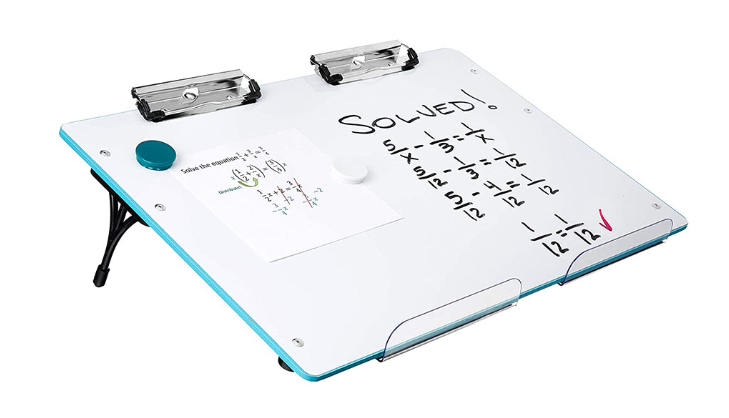 SOLVED!
5/x - 1/3 = 1/x
5/12 - 1/3 = 1/12
5/12 - 4/12 = 1/12
1/12 = 1/12 ✓
Solve the equation
Distribute!